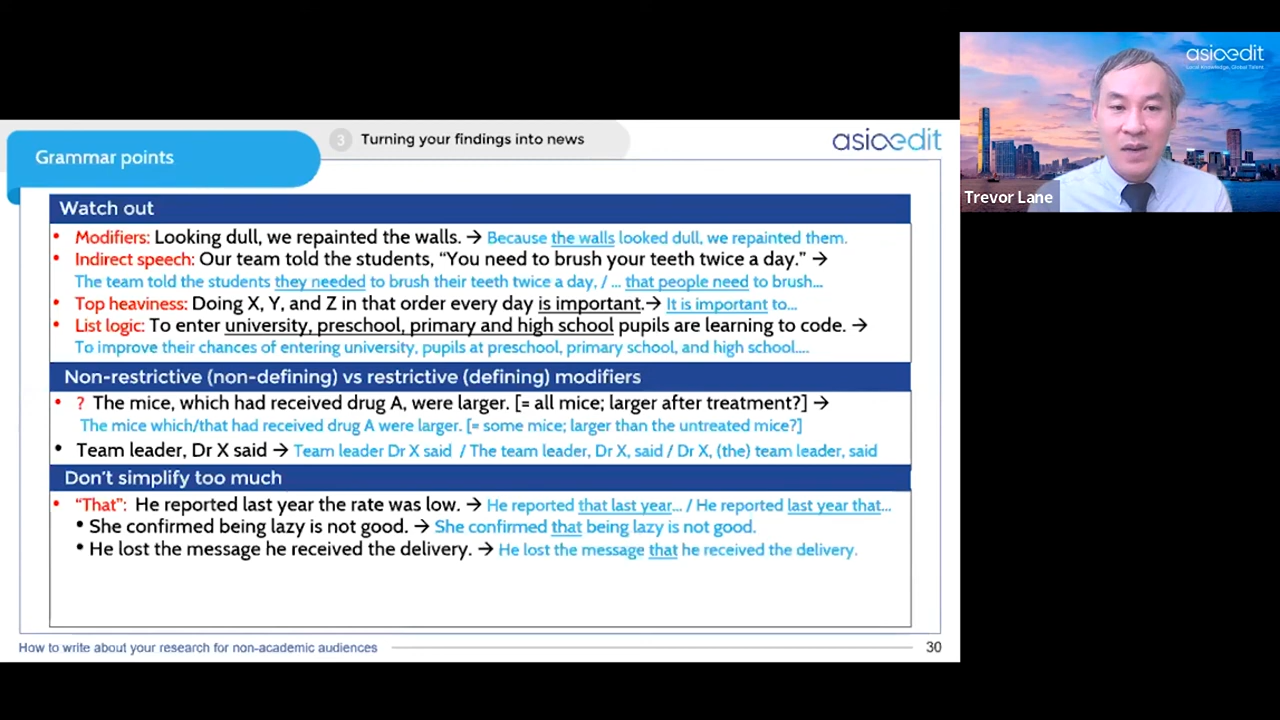 asiaedit
Local Knowledge, Global Talent
Trevor Lane
Grammar points
3 Turning your findings into news
asiaedit
Watch out
• Modifiers: Looking dull, we repainted the walls. → Because the walls looked dull, we repainted them.
• Indirect speech: Our team told the students, “You need to brush your teeth twice a day.” →
The team told the students they needed to brush their teeth twice a day, / ... that people need to brush...
• Top heaviness: Doing X, Y, and Z in that order every day is important.→ It is important to...
• List logic: To enter university, preschool, primary and high school pupils are learning to code. →
To improve their chances of entering university, pupils at preschool, primary school, and high school....
Non-restrictive (non-defining) vs restrictive (defining) modifiers
• ? The mice, which had received drug A, were larger. [= all mice; larger after treatment?] →
The mice which/that had received drug A were larger. [= some mice; larger than the untreated mice?]
• Team leader, Dr X said → Team leader Dr X said / The team leader, Dr X, said / Dr X, (the) team leader, said
Don’t simplify too much
• “That”: He reported last year the rate was low. → He reported that last year... / He reported last year that...
• She confirmed being lazy is not good. → She confirmed that being lazy is not good.
• He lost the message he received the delivery. → He lost the message that he received the delivery.
How to write about your research for non-academic audiences
30